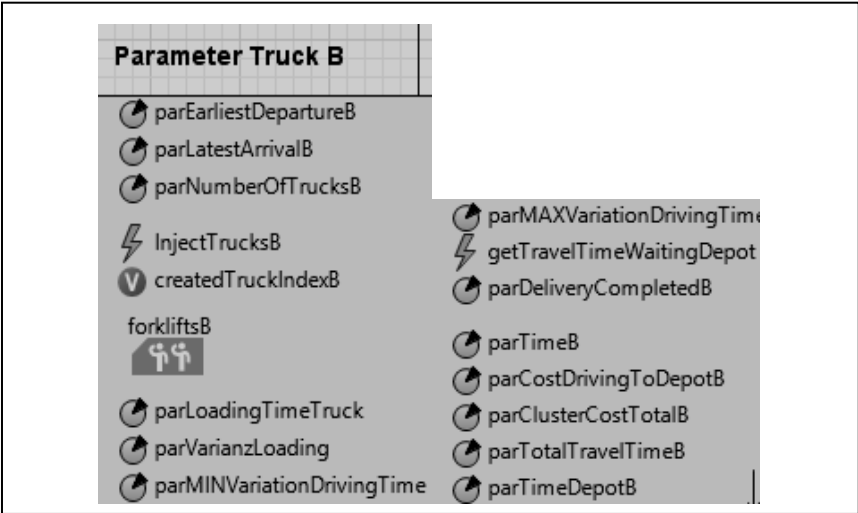 Parameter Truck B
parEarliestDepartureB
parLatestArrivalB
parNumberOfTrucksB
InjectTrucksB
V createdTruckIndexB
forkliftsB
parLoadingTimeTruck
parVarianzLoading
parMINVariationDrivingTime
parMAXVariationDrivingTime
getTravelTimeWaitingDepot
parDeliveryCompletedB
parTimeB
parCostDrivingToDepotB
parClusterCostTotalB
parTotalTravelTimeB
parTimeDepotB